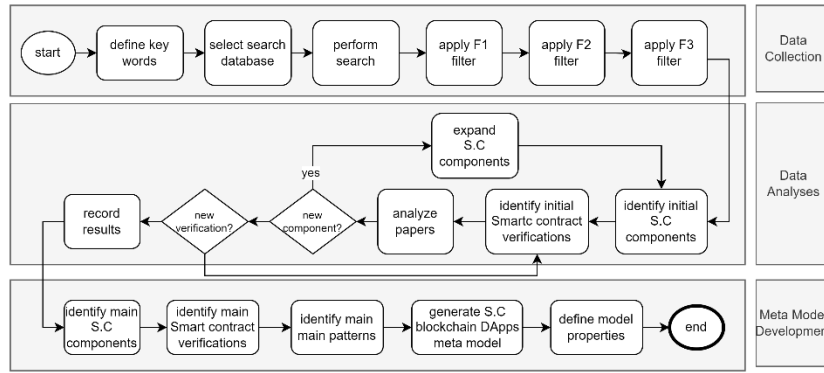 start
define key
words
select search
database
perform
search
apply F1
filter
apply F2
filter
apply F3
filter
Data
Collection
expand
S.C
components
yes
record
results
new
verification?
new
component?
analyze
papers
identify initial
Smartc contract
verifications
identify initial
S.C
components
Data
Analyses
identify main
S.C
components
identify main
Smart contract
verifications
identify main
main patterns
generate S.C
blockchain DApps
meta model
define model
properties
end
Meta Model
Development